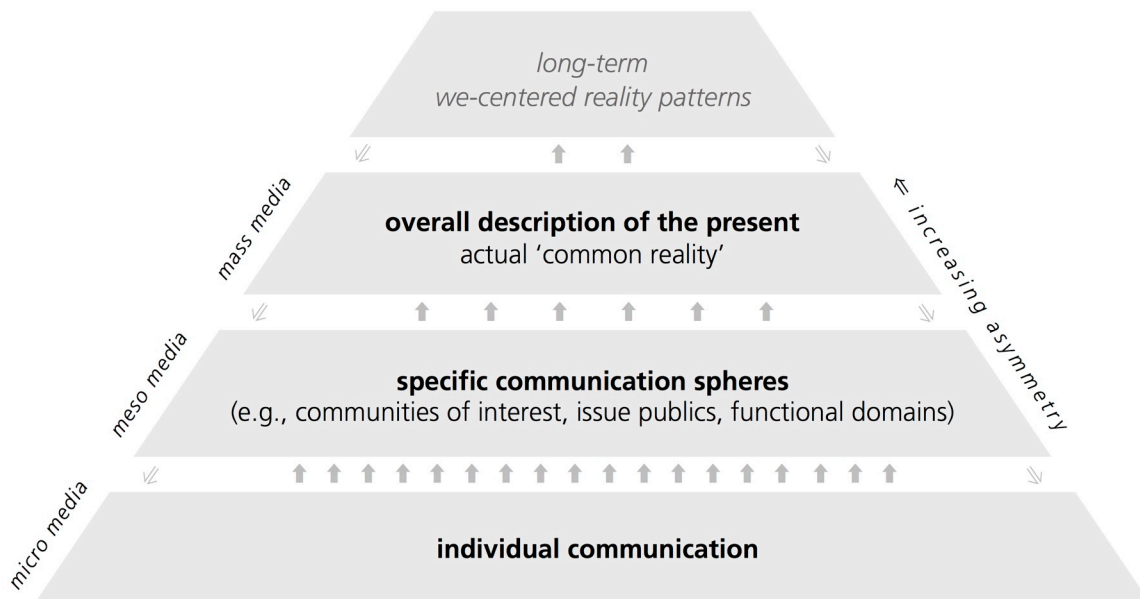 long-term
we-centered reality patterns
mass media
overall description of the present
actual ‘common reality’
⇐ increasing asymmetry
meso media
specific communication spheres
(e.g., communities of interest, issue publics, functional domains)
micro media
individual communication